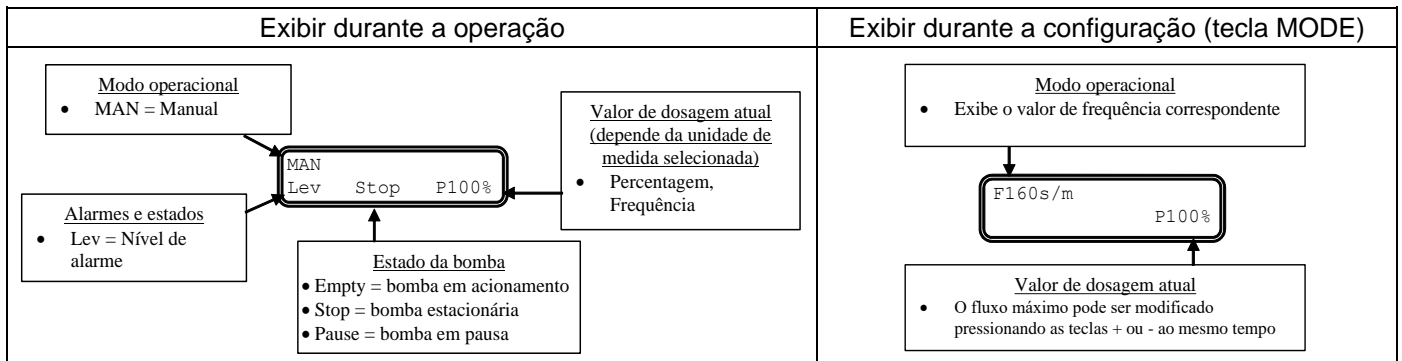 Exibir durante a operação
Exibir durante a configuração (tecla MODE)
Modo operacional
• MAN = Manual
Valor de dosagem atual
(depende da unidade de
medida selecionada)
• Percentagem,
Frequência
MAN
Lev Stop P100%
Alarmes e estados
• Lev = Nível de
alarme
Estado da bomba
• Empty = bomba em acionamento
• Stop = bomba estacionária
• Pause = bomba em pausa
Modo operacional
• Exibe o valor de frequência correspondente
F160s/m
P100%
Valor de dosagem atual
• O fluxo máximo pode ser modificado
pressionando as teclas + ou - ao mesmo tempo